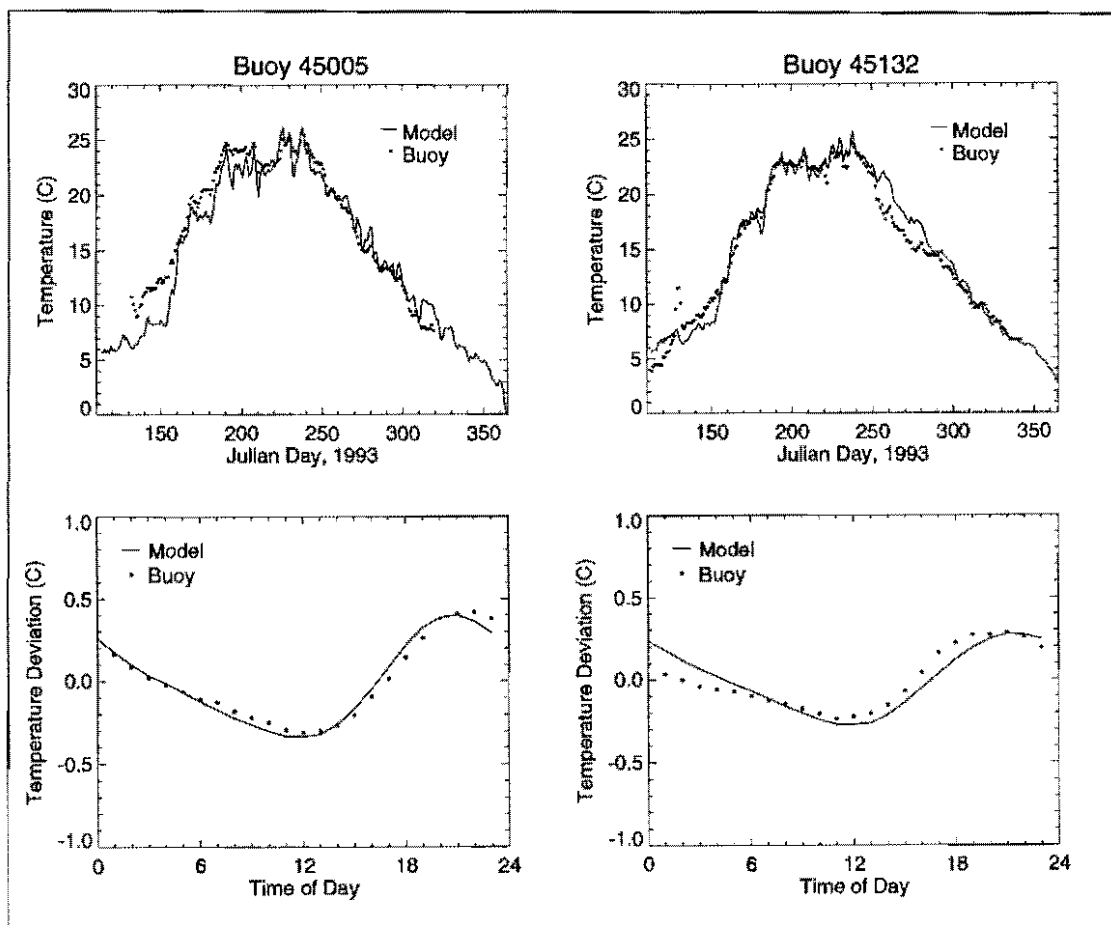 Buoy 45005
30
25
20
15
10
5
0
Temperature (C)
Model
Buoy
150 200 250 300 350
Julian Day, 1993
Buoy 45132
30
25
20
15
10
5
0
Temperature (C)
Model
Buoy
150 200 250 300 350
Julian Day, 1993
1.0
0.5
0.0
-0.5
-1.0
Temperature Deviation (C)
Model
Buoy
0 6 12 18 24
Time of Day
1.0
0.5
0.0
-0.5
-1.0
Temperature Deviation (C)
Model
Buoy
0 6 12 18 24
Time of Day